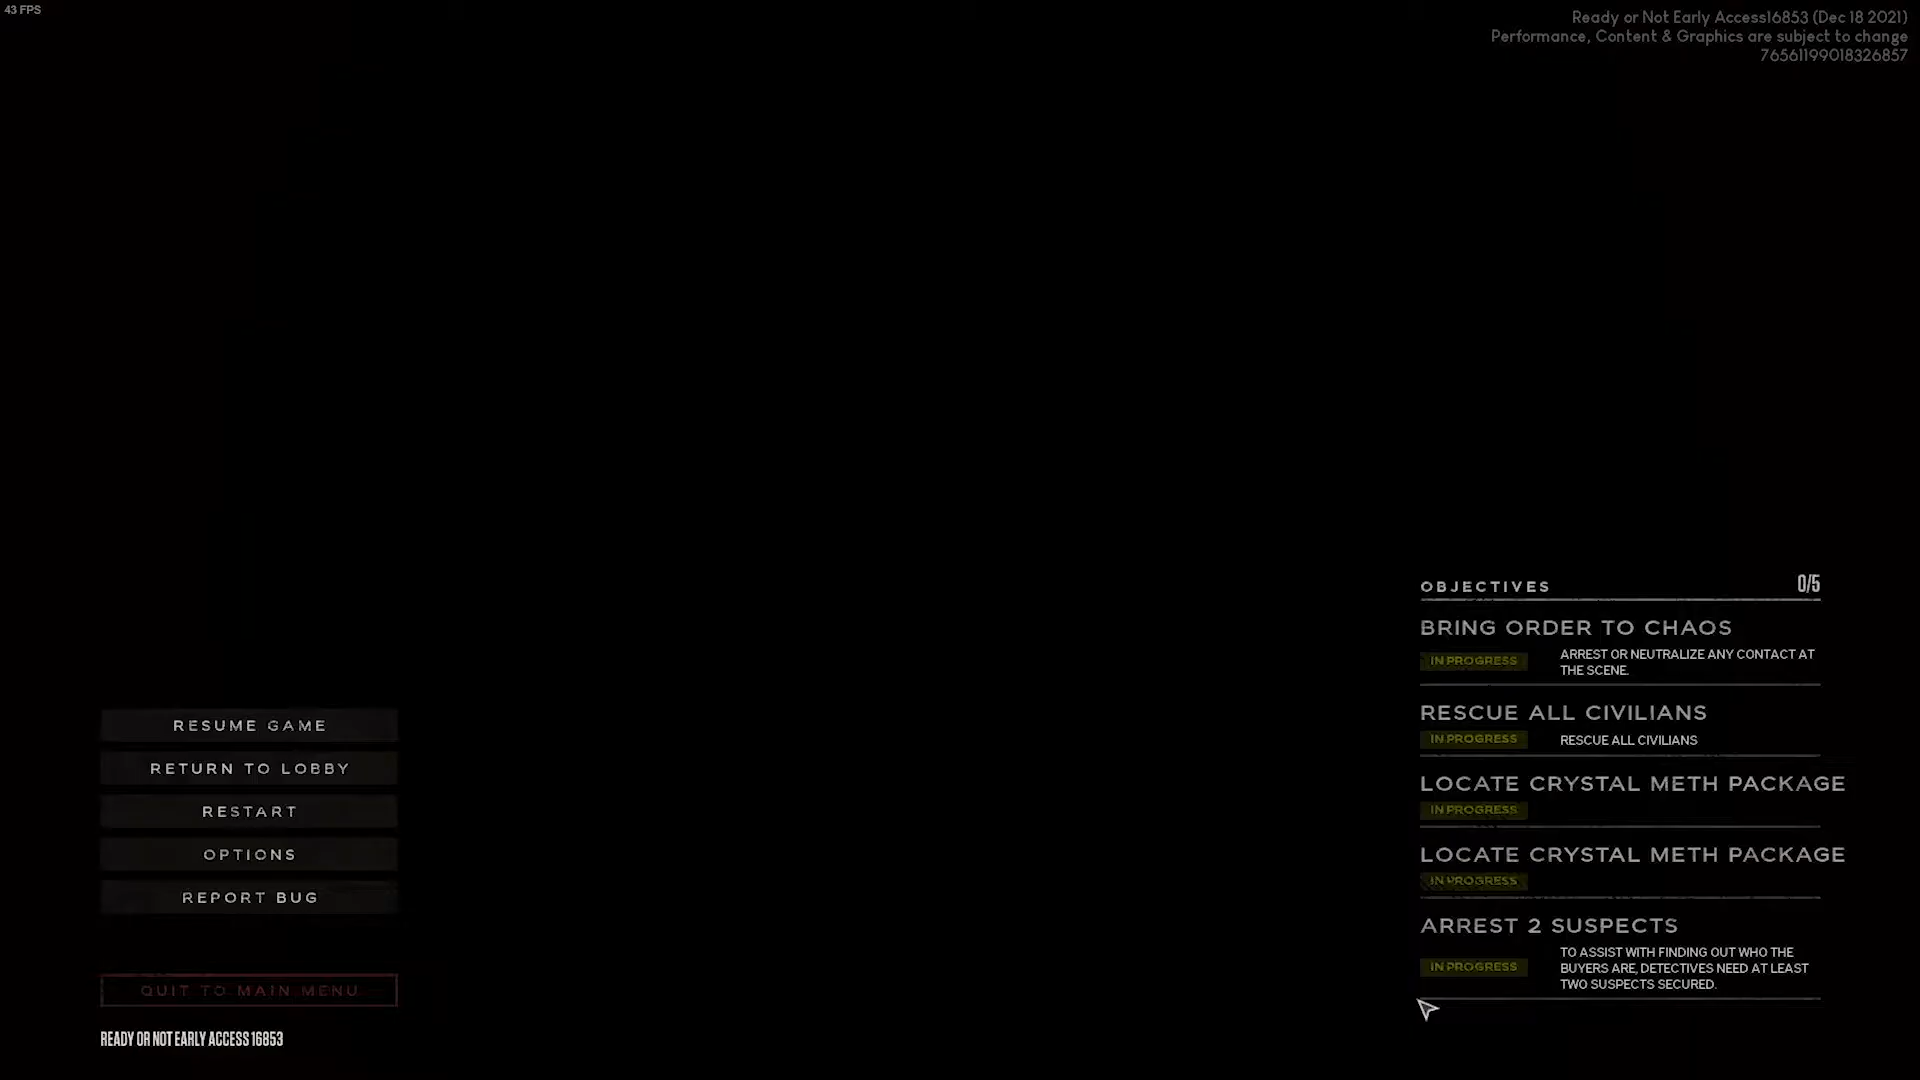 43 FPS
Ready or Not Early Access16853 (Dec 18 2021)
Performance, Content & Graphics are subject to change
76561199018326857
OBJECTIVES 0/5
BRING ORDER TO CHAOS
IN PROGRESS
ARREST OR NEUTRALIZE ANY CONTACT AT
THE SCENE.
RESCUE ALL CIVILIANS
IN PROGRESS
RESCUE ALL CIVILIANS
LOCATE CRYSTAL METH PACKAGE
IN PROGRESS
LOCATE CRYSTAL METH PACKAGE
IN PROGRESS
ARREST 2 SUSPECTS
IN PROGRESS
TO ASSIST WITH FINDING OUT WHO THE
BUYERS ARE, DETECTIVES NEED AT LEAST
TWO SUSPECTS SECURED.
RESUME GAME
RETURN TO LOBBY
RESTART
OPTIONS
REPORT BUG
QUIT TO MAIN MENU
READY OR NOT EARLY ACCESS 16853